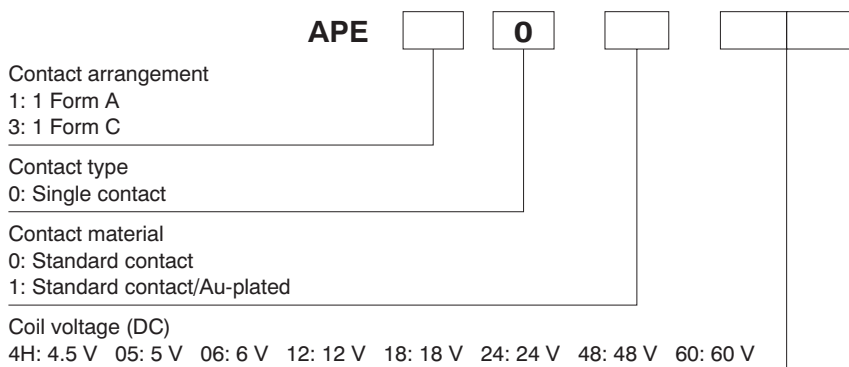 APE 0
Contact arrangement
1: 1 Form A
3: 1 Form C
Contact type
0: Single contact
Contact material
0: Standard contact
1: Standard contact/Au-plated
Coil voltage (DC)
4H: 4.5 V 05: 5 V 06: 6 V 12: 12 V 18: 18 V 24: 24 V 48: 48 V 60: 60 V